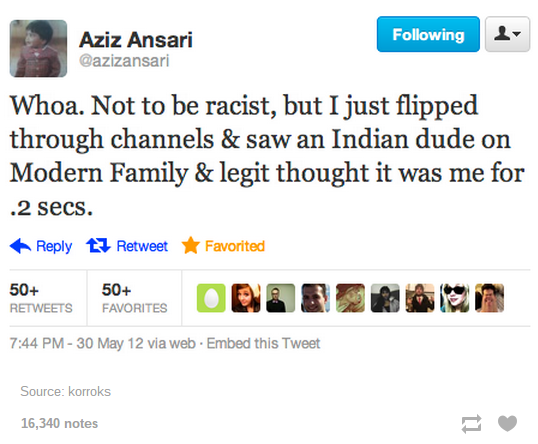 Aziz Ansari
@azizansari
Following
Whoa. Not to be racist, but I just flipped
through channels & saw an Indian dude on
Modern Family & legit thought it was me for
.2 secs.
Reply Retweet Favorited
50+ 50+
RETWEETS FAVORITES
7:44 PM - 30 May 12 via web · Embed this Tweet
Source: korroks
16,340 notes